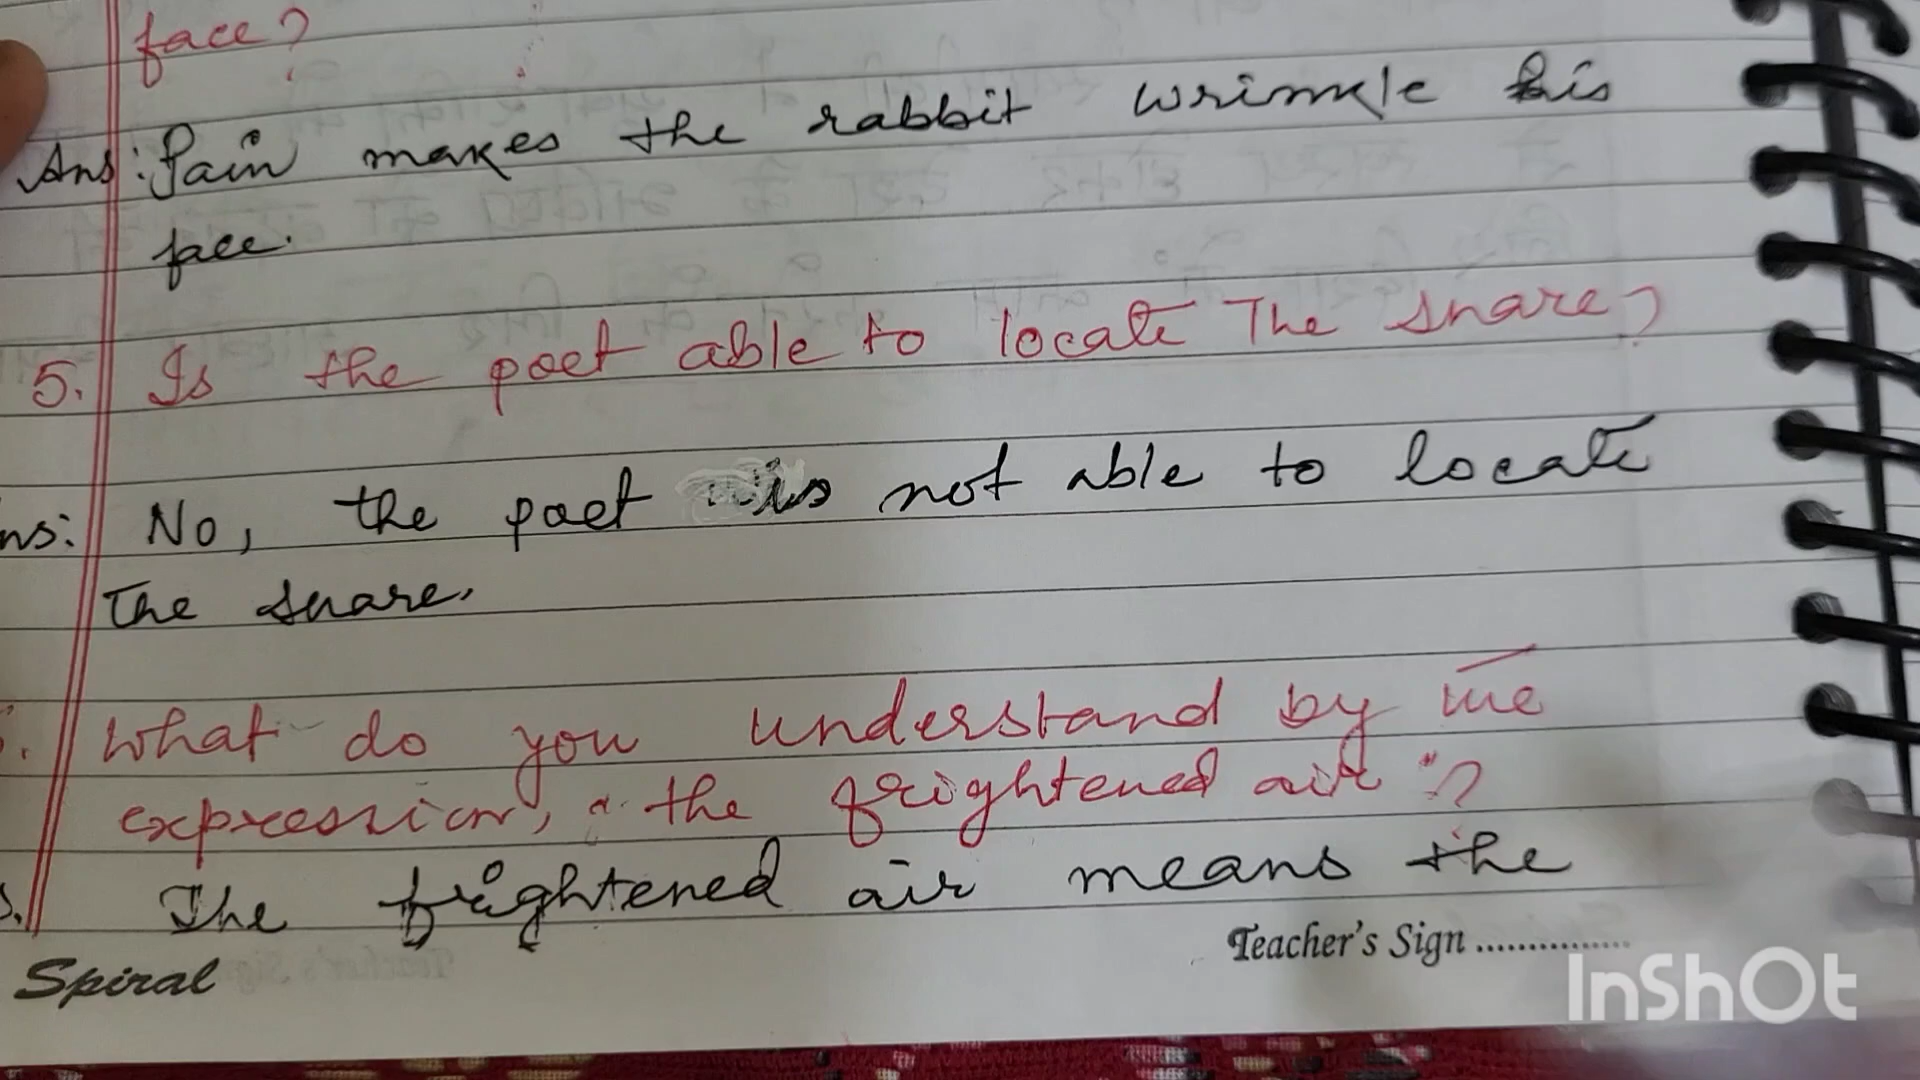 face?
Ans: Pain makes the rabbit wrinkle his
face.
5. Is the poet able to locate The snare?
ns: No, the poet is not able to locate
The snare.
What do you understand by the
expression, "the frightened air"?
s. The frightened air means the
Teacher's Sign ...............
Spiral
InShOt